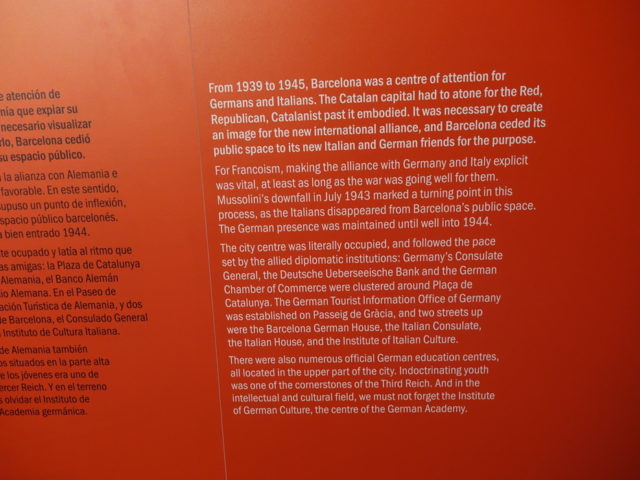 e atención de
nía que expiar su
necesario visualizar
rlo, Barcelona cedió
su espacio público.
la alianza con Alemania e
favorable. En este sentido,
supuso un punto de inflexión,
espacio público barcelonés.
a bien entrado 1944.
te ocupado y latía al ritmo que
as amigas: la Plaza de Catalunya
Alemania, el Banco Alemán
io Alemana. En el Paseo de
ación Turística de Alemania, y dos
de Barcelona, el Consulado General
Instituto de Cultura Italiana.
de Alemania también
os situados en la parte alta
e los jóvenes era uno de
ercer Reich. Y en el terreno
s olvidar el Instituto de
Academia germánica.
From 1939 to 1945, Barcelona was a centre of attention for
Germans and Italians. The Catalan capital had to atone for the Red,
Republican, Catalanist past it embodied. It was necessary to create
an image for the new international alliance, and Barcelona ceded its
public space to its new Italian and German friends for the purpose.
For Francoism, making the alliance with Germany and Italy explicit
was vital, at least as long as the war was going well for them.
Mussolini's downfall in July 1943 marked a turning point in this
process, as the Italians disappeared from Barcelona's public space.
The German presence was maintained until well into 1944.
The city centre was literally occupied, and followed the pace
set by the allied diplomatic institutions: Germany's Consulate
General, the Deutsche Ueberseeische Bank and the German
Chamber of Commerce were clustered around Plaça de
Catalunya. The German Tourist Information Office of Germany
was established on Passeig de Gràcia, and two streets up
were the Barcelona German House, the Italian Consulate,
the Italian House, and the Institute of Italian Culture.
There were also numerous official German education centres,
all located in the upper part of the city. Indoctrinating youth
was one of the cornerstones of the Third Reich. And in the
intellectual and cultural field, we must not forget the Institute
of German Culture, the centre of the German Academy.